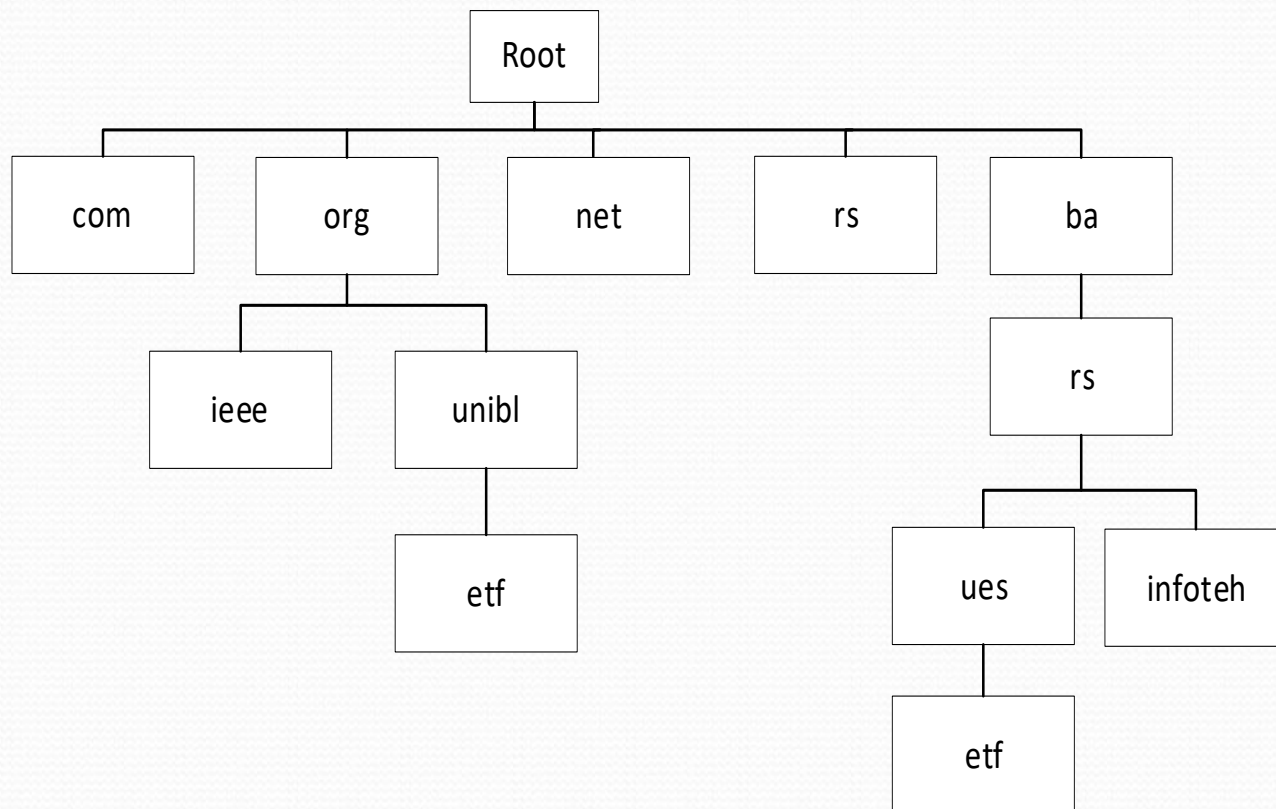 Root
com
org
net
rs
ba
rs
ieee
unibl
etf
ues
infoteh
etf